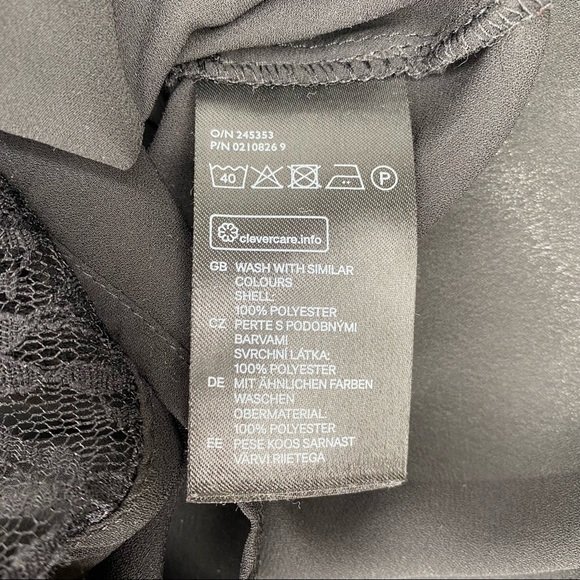 O/N 245353
P/N 0210826 9
40 P
clevercare.info
GB WASH WITH SIMILAR
COLOURS
SHELL:
100% POLYESTER
CZ PERTE S PODOBNÝMI
BARVAMI
SVRCHNÍ LÁTKA:
100% POLYESTER
DE MIT ÄHNLICHEN FARBEN
WASCHEN
OBERMATERIAL:
100% POLYESTER
EE PESE KOOS SARNAST
VÄRVI RIIETEGA